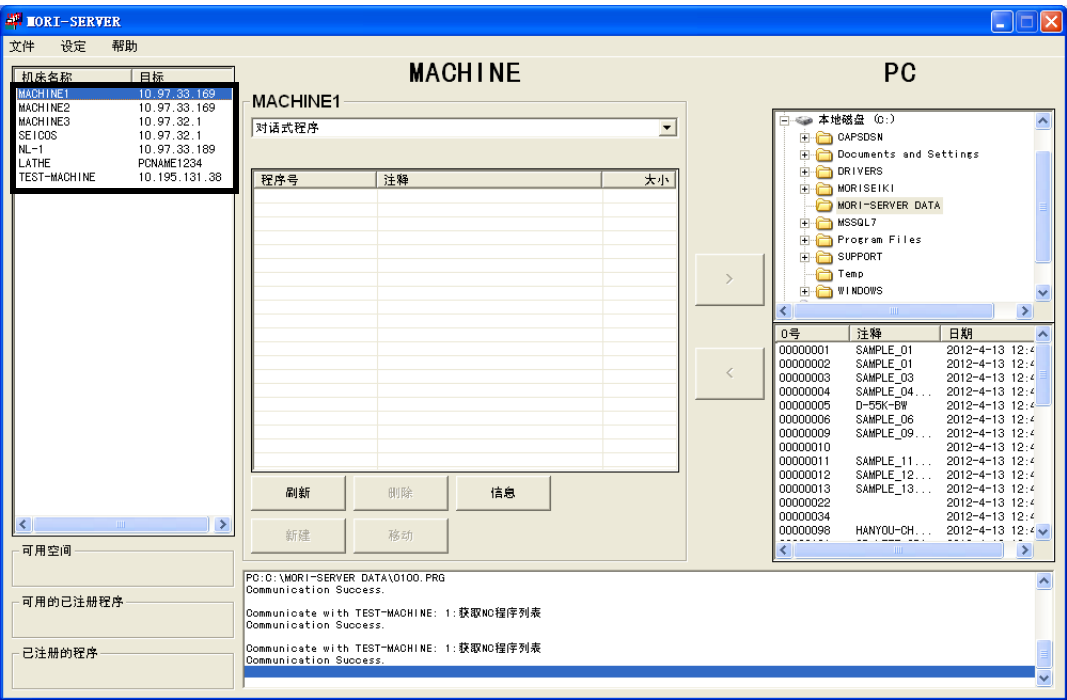 MORI-SERVER
文件 设定 帮助
MACHINE
PC
机床名称 目标
MACHINE1 10.97.33.169
MACHINE2 10.97.33.169
MACHINE3 10.97.32.1
SEICOS 10.97.32.1
NL-1 10.97.33.189
LATHE PCNAME1234
TEST-MACHINE 10.195.131.38
MACHINE1
对话式程序
程序号 注释 大小
>
<
刷新 删除 信息
新建 移动
本地磁盘 (C:)
CAPSDSN
Documents and Settings
DRIVERS
MORISEIKI
MORI-SERVER DATA
MSSQL7
Program Files
SUPPORT
Temp
WINDOWS
O号 注释 日期
00000001 SAMPLE_01 2012-4-13 12:4
00000002 SAMPLE_01 2012-4-13 12:4
00000003 SAMPLE_03 2012-4-13 12:4
00000004 SAMPLE_04... 2012-4-13 12:4
00000005 D-55K-BW 2012-4-13 12:4
00000006 SAMPLE_06 2012-4-13 12:4
00000009 SAMPLE_09... 2012-4-13 12:4
00000010 2012-4-13 12:4
00000011 SAMPLE_11... 2012-4-13 12:4
00000012 SAMPLE_12... 2012-4-13 12:4
00000013 SAMPLE_13... 2012-4-13 12:4
00000022 2012-4-13 12:4
00000034 2012-4-13 12:4
00000098 HANYOU-CH... 2012-4-13 12:4
可用空间
可用的已注册程序
已注册的程序
PC:C:\MORI-SERVER DATA\O100.PRG
Communication Success.
Communicate with TEST-MACHINE: 1:获取NC程序列表
Communication Success.
Communicate with TEST-MACHINE: 1:获取NC程序列表
Communication Success.